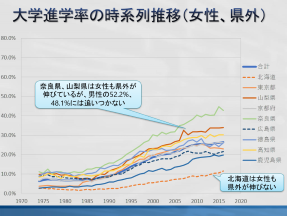 大学進学率の時系列推移(女性、県外)
80.0%
70.0%
60.0%
50.0%
40.0%
30.0%
20.0%
10.0%
0.0%
奈良県、山梨県は女性も県外が
伸びているが、男性の52.2%、
48.1%には追いつかない
合計
北海道
東京都
山梨県
京都府
奈良県
広島県
徳島県
高知県
鹿児島県
北海道は女性も
県外が伸びない
1970 1975 1980 1985 1990 1995 2000 2005 2010 2015 2020